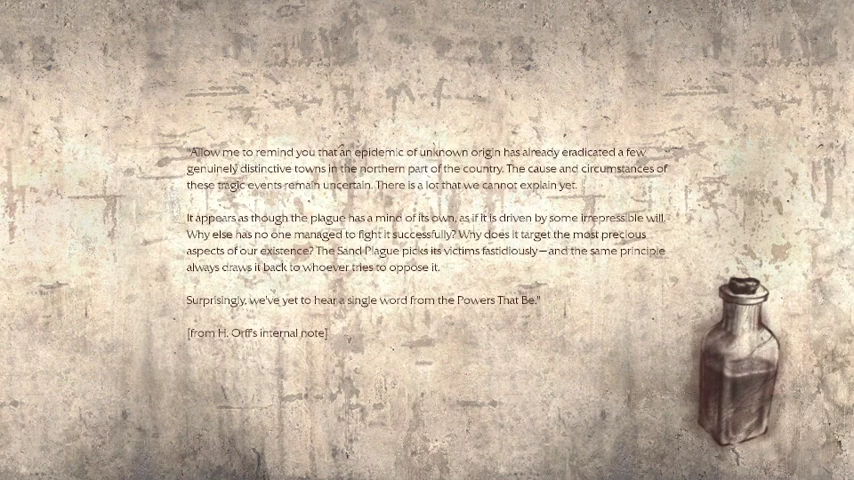 "Allow me to remind you that an epidemic of unknown origin has already eradicated a few
genuinely distinctive towns in the northern part of the country. The cause and circumstances of
these tragic events remain uncertain. There is a lot that we cannot explain yet.
It appears as though the plague has a mind of its own, as if it is driven by some irrepressible will.
Why else has no one managed to fight it successfully? Why does it target the most precious
aspects of our existence? The Sand Plague picks its victims fastidiously—and the same principle
always draws it back to whoever tries to oppose it.
Surprisingly, we've yet to hear a single word from the Powers That Be."
[from H. Orff's internal note]